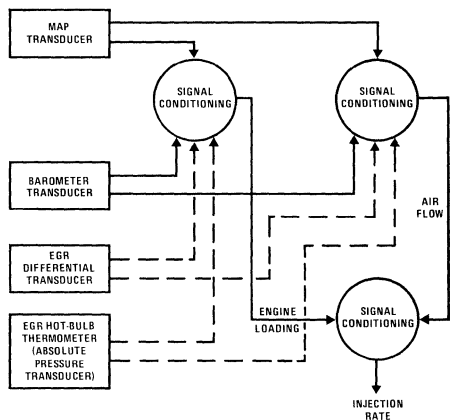 MAP
TRANSDUCER
SIGNAL
CONDITIONING
SIGNAL
CONDITIONING
BAROMETER
TRANSDUCER
AIR
FLOW
EGR
DIFFERENTIAL
TRANSDUCER
ENGINE
LOADING
SIGNAL
CONDITIONING
EGR HOT-BULB
THERMOMETER
(ABSOLUTE
PRESSURE
TRANSDUCER)
INJECTION
RATE